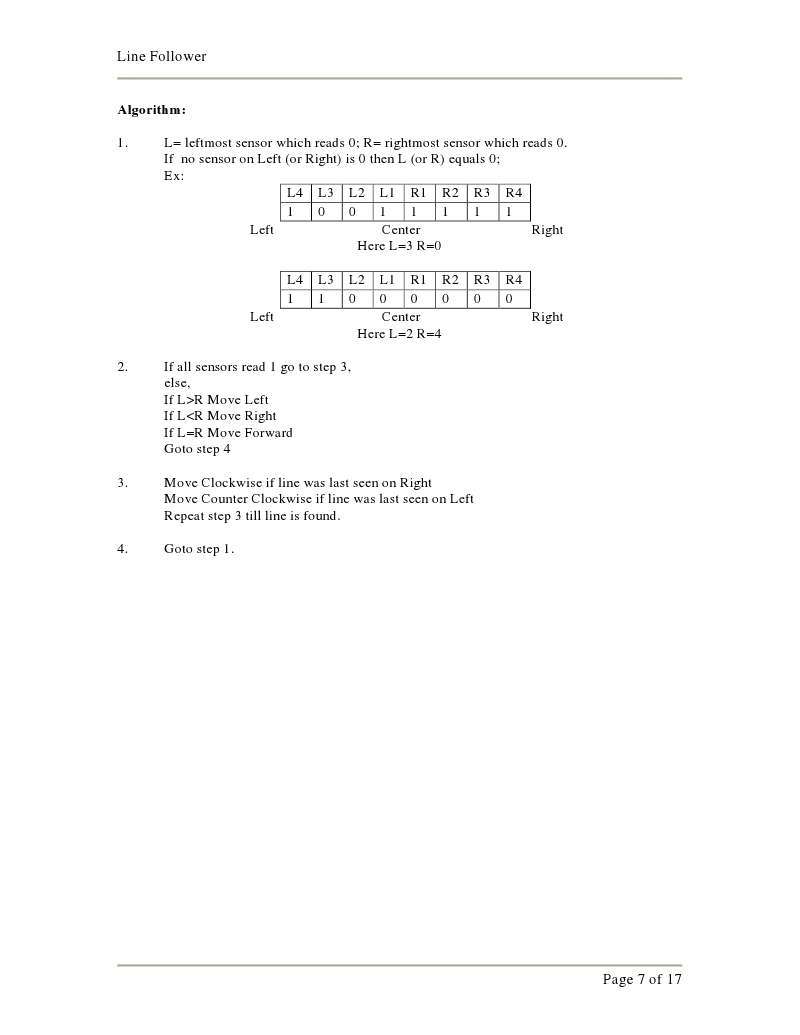 Line Follower
Algorithm:
1. L= leftmost sensor which reads 0; R= rightmost sensor which reads 0.
If  no sensor on Left (or Right) is 0 then L (or R) equals 0;
Ex:
L4 L3 L2 L1 R1 R2 R3 R4
1 0 0 1 1 1 1 1
Left Center Right
Here L=3 R=0
L4 L3 L2 L1 R1 R2 R3 R4
1 1 0 0 0 0 0 0
Left Center Right
Here L=2 R=4
2. If all sensors read 1 go to step 3,
else,
If L>R Move Left
If L<R Move Right
If L=R Move Forward
Goto step 4
3. Move Clockwise if line was last seen on Right
Move Counter Clockwise if line was last seen on Left
Repeat step 3 till line is found.
4. Goto step 1.
Page 7 of 17